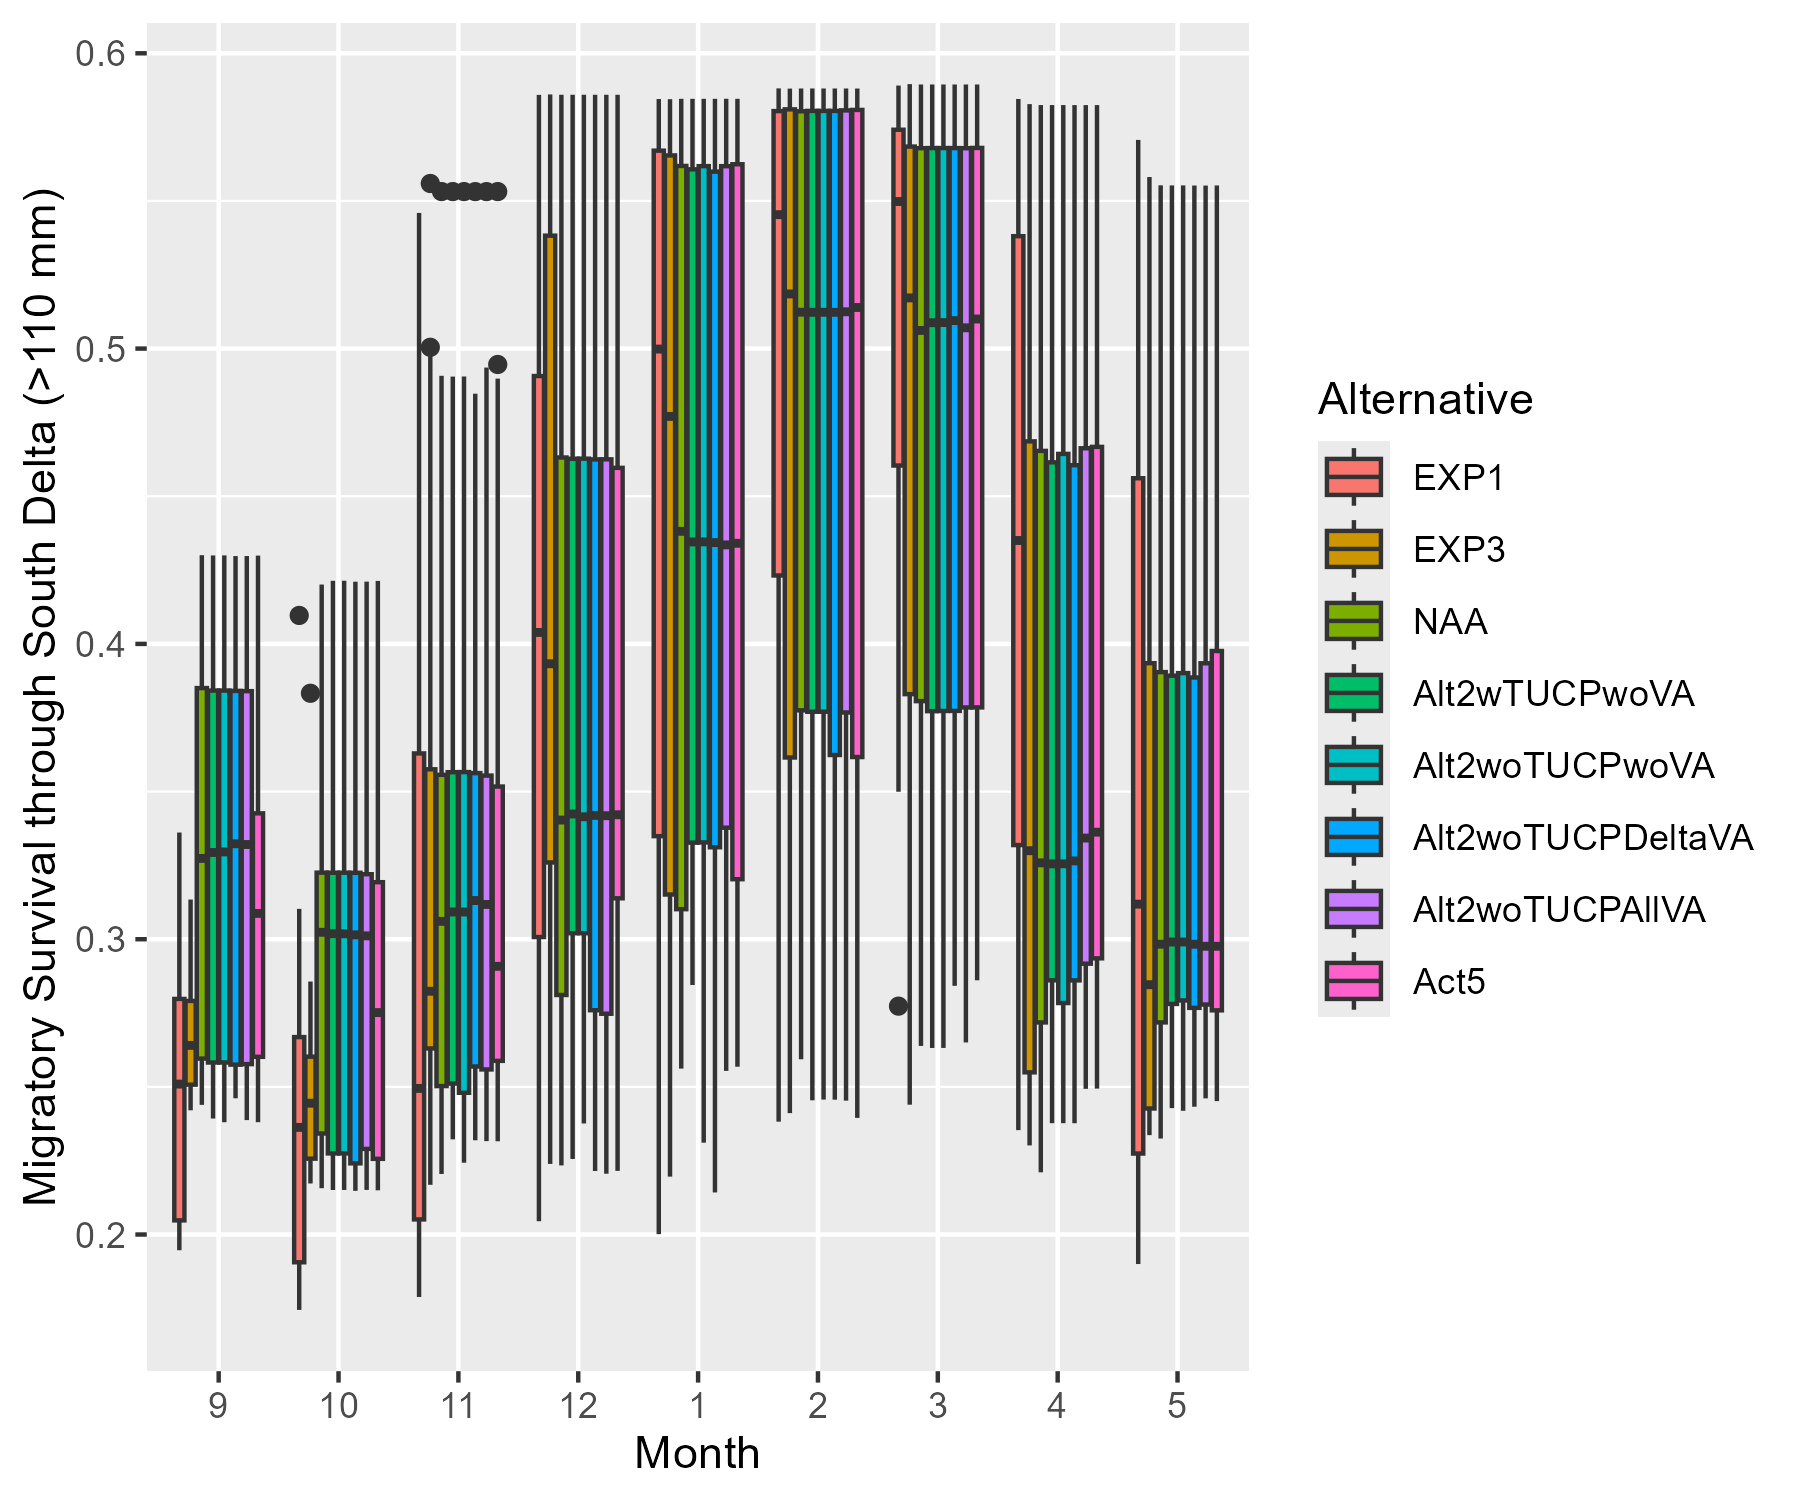 Migratory Survival through South Delta (>110 mm)
0.6
0.5
0.4
0.3
0.2
9 10 11 12 1 2 3 4 5
Month
Alternative
EXP1
EXP3
NAA
Alt2wTUCPwoVA
Alt2woTUCPwoVA
Alt2woTUCPDeltaVA
Alt2woTUCPAllVA
Act5